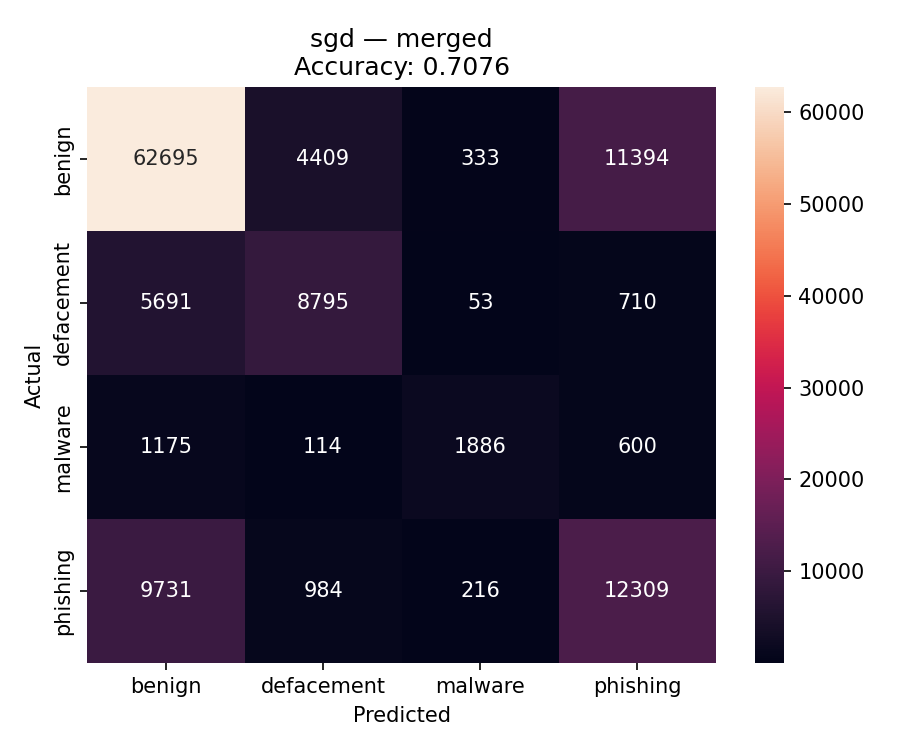 sgd — merged
Accuracy: 0.7076
Actual
benign
62695 4409 333 11394
defacement
5691 8795 53 710
malware
1175 114 1886 600
phishing
9731 984 216 12309
benign defacement malware phishing
Predicted
60000
50000
40000
30000
20000
10000